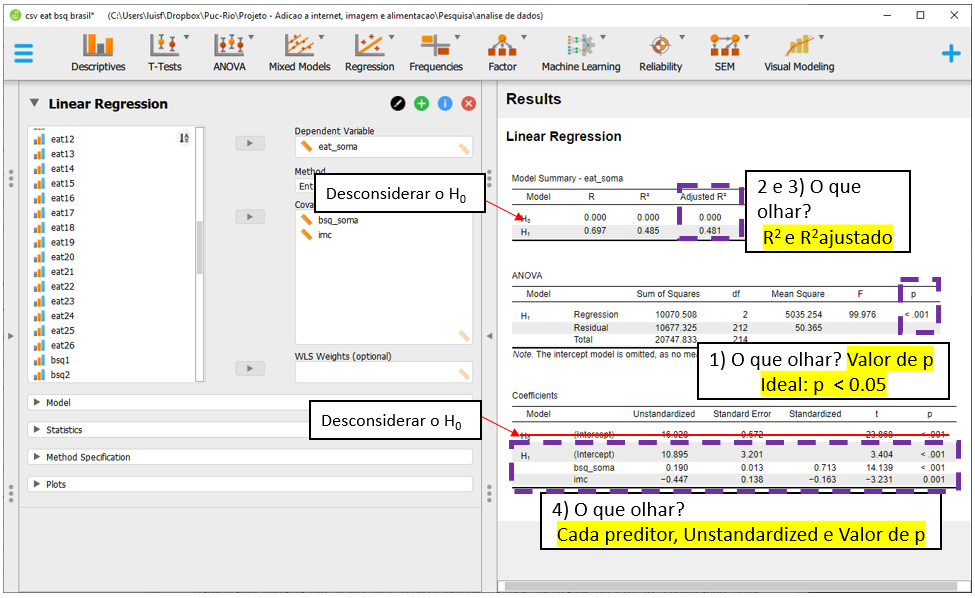 csv eat bsq brasil* (C:\Users\luisf\Dropbox\Puc-Rio\Projeto - Adicao a internet, imagem e alimentacao\Pesquisa\analise de dados)
Descriptives T-Tests ANOVA Mixed Models Regression Frequencies Factor Machine Learning Reliability SEM Visual Modeling
Linear Regression
eat12
eat13
eat14
eat15
eat16
eat17
eat18
eat19
eat20
eat21
eat22
eat23
eat24
eat25
eat26
bsq1
bsq2
Dependent Variable
eat_soma
Method
Ent
Desconsiderar o H0
Cova
bsq_soma
imc
WLS Weights (optional)
Model
Statistics
Method Specification
Plots
Results
Linear Regression
Model Summary - eat_soma
Model R R² Adjusted R²
H₀ 0.000 0.000 0.000
H₁ 0.697 0.485 0.481
2 e 3) O que
olhar?
R2 e R2ajustado
ANOVA
Model Sum of Squares df Mean Square F p
H₁ Regression 10070.508 2 5035.254 99.976 < .001
Residual 10677.325 212 50.365
Total 20747.833 214
Note. The intercept model is omitted, as no mea
1) O que olhar? Valor de p
Ideal: p < 0.05
Coefficients
Model Unstandardized Standard Error Standardized t p
Desconsiderar o H0
H₀ (Intercept) 16.028 0.672 23.868 < .001
H₁ (Intercept) 10.895 3.201 3.404 < .001
bsq_soma 0.190 0.013 0.713 14.139 < .001
imc −0.447 0.138 −0.163 −3.231 0.001
4) O que olhar?
Cada preditor, Unstandardized e Valor de p